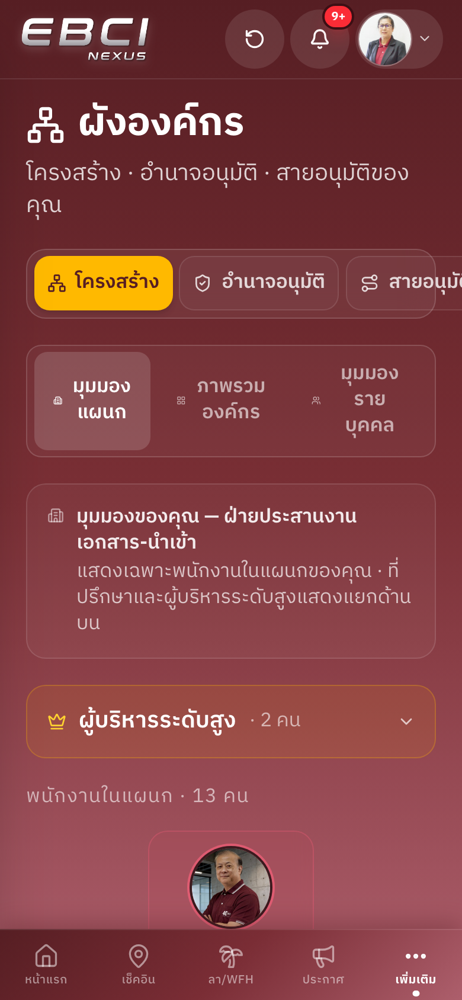 EBCI
NEXUS
9+
ผังองค์กร
โครงสร้าง · อำนาจอนุมัติ · สายอนุมัติของ
คุณ
โครงสร้าง
อำนาจอนุมัติ
สายอนุมัติ
มุมมอง
แผนก
ภาพรวม
องค์กร
มุมมอง
ราย
บุคคล
มุมมองของคุณ — ฝ่ายประสานงาน
เอกสาร-นำเข้า
แสดงเฉพาะพนักงานในแผนกของคุณ · ที่
ปรึกษาและผู้บริหารระดับสูงแสดงแยกด้าน
บน
ผู้บริหารระดับสูง · 2 คน
พนักงานในแผนก · 13 คน
หน้าแรก
เช็คอิน
ลา/WFH
ประกาศ
เพิ่มเติม